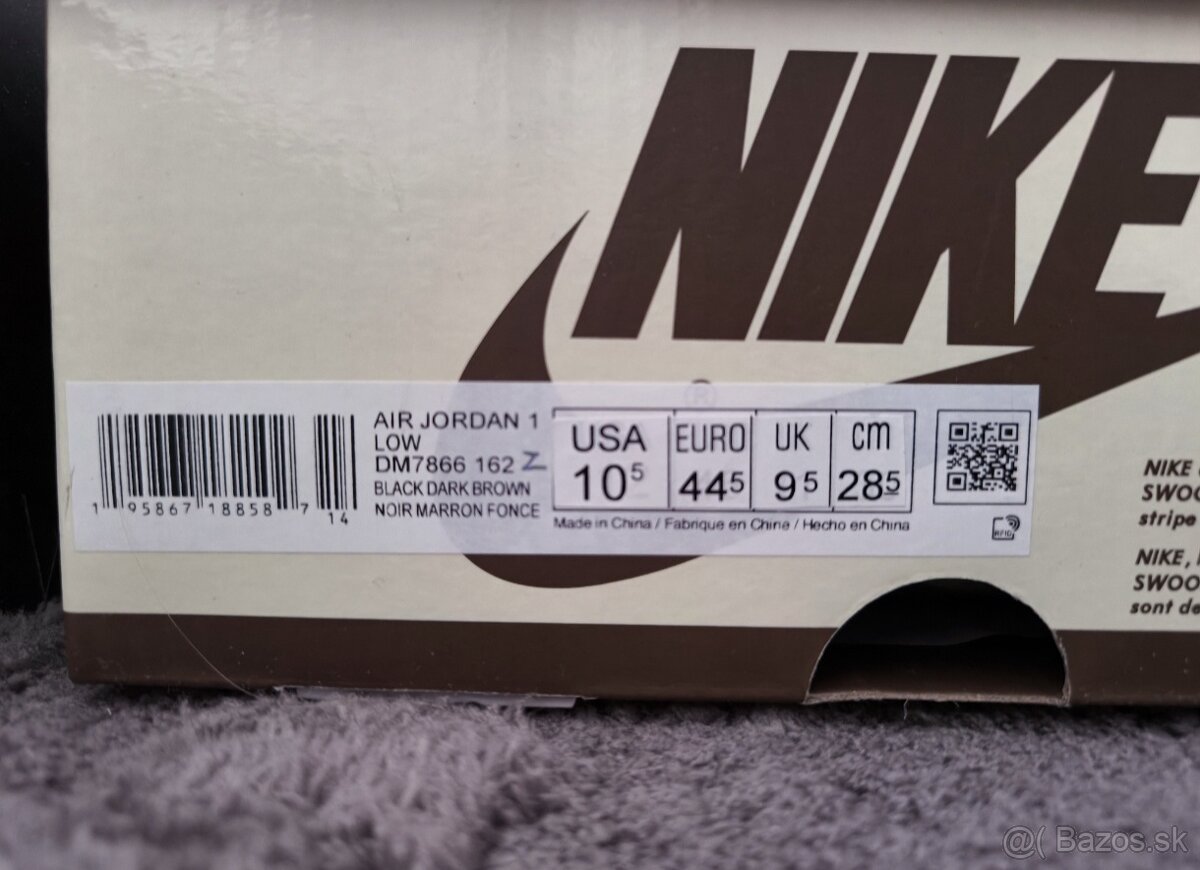 NIKE
®
AIR JORDAN 1
LOW
DM7866 162 Z
BLACK DARK BROWN
NOIR MARRON FONCE
1 95867 18858 7
14
USA EURO UK cm
10⁵ 44⁵ 9⁵ 28⁵
Made in China / Fabrique en Chine / Hecho en China
RFID
NIKE
SWOO
stripe
NIKE,
SWOO
sont de
@( Bazos.sk